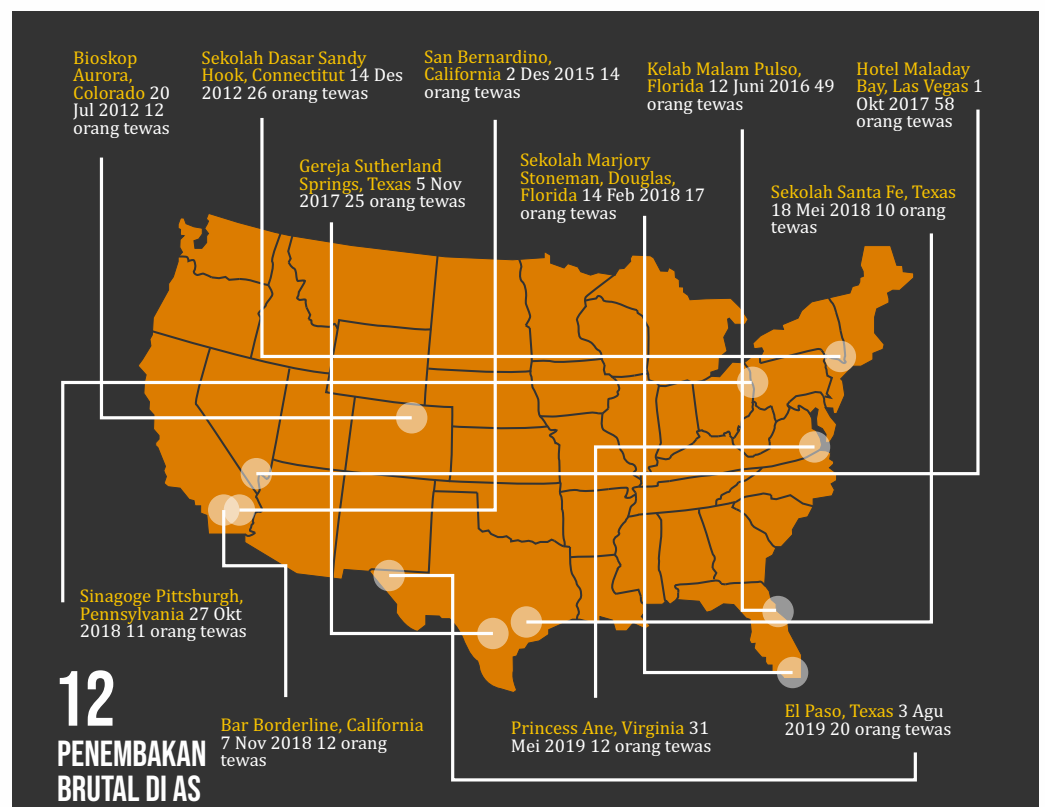 Bioskop
Aurora,
Colorado 20
Jul 2012 12
orang tewas
Sekolah Dasar Sandy
Hook, Connectitut 14 Des
2012 26 orang tewas
San Bernardino,
California 2 Des 2015 14
orang tewas
Kelab Malam Pulso,
Florida 12 Juni 2016 49
orang tewas
Hotel Maladay
Bay, Las Vegas 1
Okt 2017 58
orang tewas
Gereja Sutherland
Springs, Texas 5 Nov
2017 25 orang tewas
Sekolah Marjory
Stoneman, Douglas,
Florida 14 Feb 2018 17
orang tewas
Sekolah Santa Fe, Texas
18 Mei 2018 10 orang
tewas
Sinagoge Pittsburgh,
Pennsylvania 27 Okt
2018 11 orang tewas
12
PENEMBAKAN
BRUTAL DI AS
Bar Borderline, California
7 Nov 2018 12 orang
tewas
Princess Ane, Virginia 31
Mei 2019 12 orang tewas
El Paso, Texas 3 Agu
2019 20 orang tewas